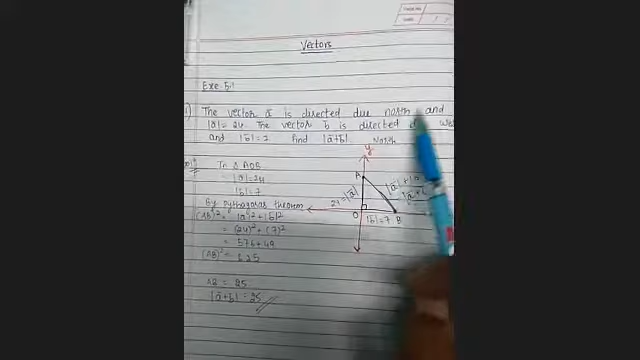 Vectors
Exe 5.1
The vector ā is directed due north and
|ā| = 24. The vector b̄ is directed due
and |b̄| = 7 find |ā+b̄|. North
In Δ AOB
|ā| = 24
|b̄| = 7
By pythagoras theorem
(AB)² = |ā|² + |b̄|²
= (24)² + (7)²
= 576 + 49
(AB)² = 625
AB = 25
|ā+b̄| = 25
y
A
24 = |ā|
O
|b̄| = 7 B